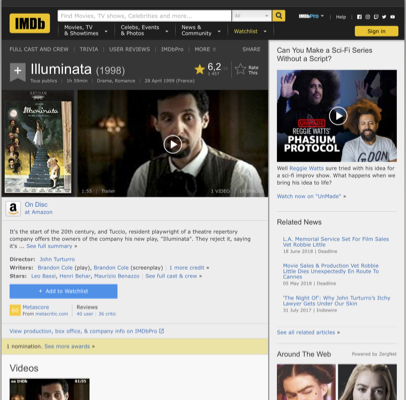 IMDb
Find Movies, TV shows, Celebrities and more...
All
IMDbPro
Help
Movies, TV & Showtimes
Celebs, Events & Photos
News & Community
Watchlist
Sign in
FULL CAST AND CREW | TRIVIA | USER REVIEWS | IMDbPro | MORE
SHARE
Illuminata (1998)
Tous publics | 1h 59min | Drama, Romance | 28 April 1999 (France)
6,2
Rate This
1:55 | Trailer
1 VIDEO
On Disc
at Amazon
It's the start of the 20th century, and Tuccio, resident playwright of a theatre repertory
company offers the owners of the company his new play, "Illuminata". They reject it, saying
it's ... See full summary »
Director: John Turturro
Writers: Brandon Cole (play), Brandon Cole (screenplay) | 1 more credit »
Stars: Leo Bassi, Henri Behar, Maurizio Benazzo | See full cast & crew »
+ Add to Watchlist
Metascore
From metacritic.com
Reviews
40 user | 36 critic
View production, box office, & company info on IMDbPro
1 nomination. See more awards »
Videos
Can You Make a Sci-Fi Series
Without a Script?
REGGIE WATTS'
PHASIUM
PROTOCOL
Well Reggie Watts sure tried with his idea for
a sci-fi improv show. What happens when we
bring his idea to life?
Watch now on "UnMade" »
Related News
L.A. Memorial Service Set For Film Sales
Vet Robbie Little
18 June 2018 | Deadline
Movie Sales & Production Vet Robbie
Little Dies Unexpectedly En Route To
Cannes
05 May 2018 | Deadline
'The Night Of': Why John Turturro's Itchy
Lawyer Gets Under Our Skin
31 July 2017 | Indiewire
See all related articles »
Around The Web
Powered by ZergNet